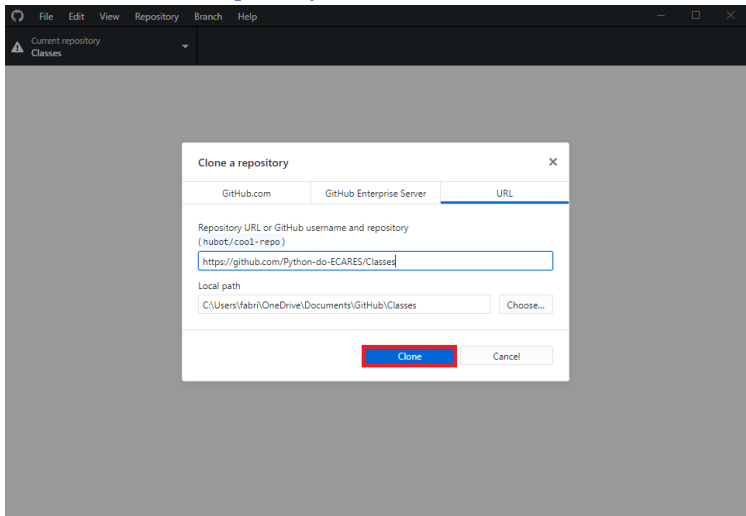 File Edit View Repository Branch Help
Current repository
Classes
Clone a repository
GitHub.com GitHub Enterprise Server URL
Repository URL or GitHub username and repository
(hubot/cool-repo)
https://github.com/Python-do-ECARES/Classes
Local path
C:\Users\fabri\OneDrive\Documents\GitHub\Classes Choose...
Clone Cancel